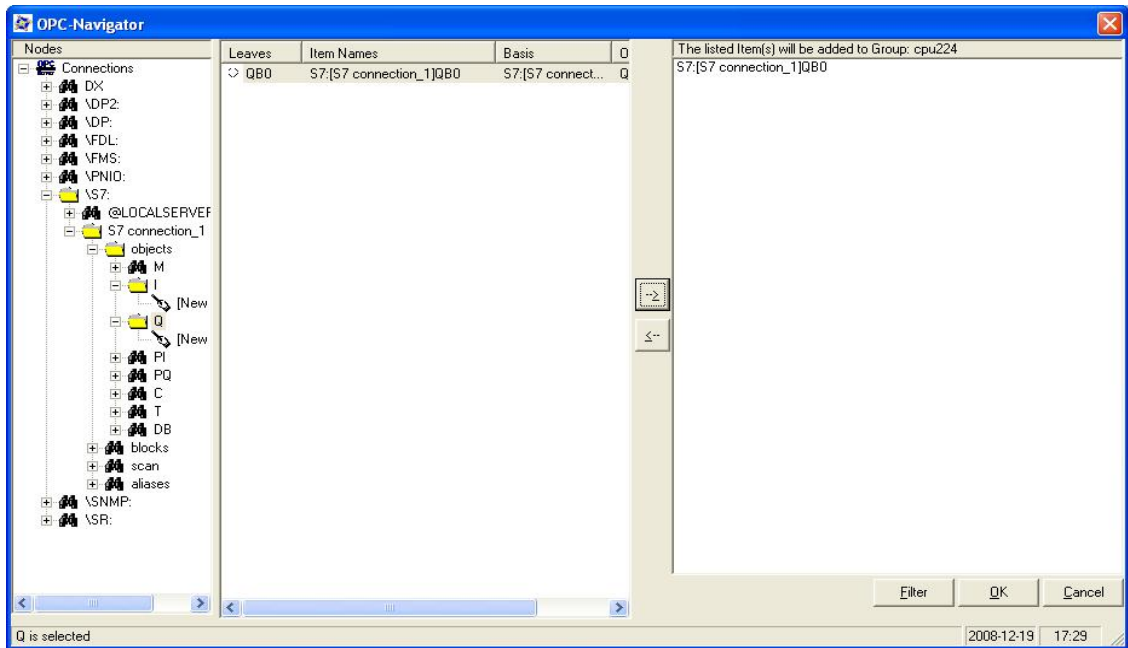 OPC-Navigator
Nodes
Connections
DX
\DP2:
\DP:
\FDL:
\FMS:
\PNIO:
\S7:
@LOCALSERVER
S7 connection_1
objects
M
I
[New
Q
[New
PI
PQ
C
T
DB
blocks
scan
aliases
\SNMP:
\SR:
Leaves Item Names Basis O
QB0 S7:[S7 connection_1]QB0 S7:[S7 connect... Q
-->
<--
The listed Item(s) will be added to Group: cpu224
S7:[S7 connection_1]QB0
Filter OK Cancel
Q is selected 2008-12-19 17:29